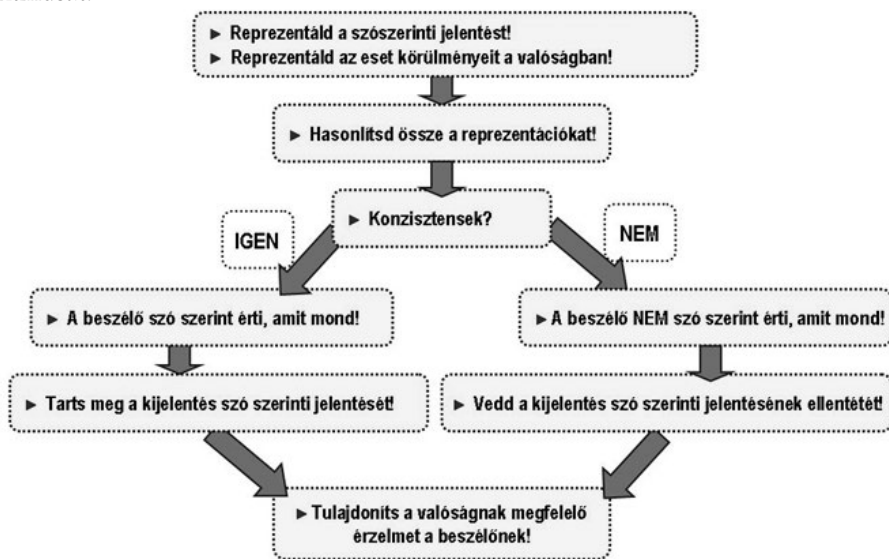 ► Reprezentáld a szószerinti jelentést!
► Reprezentáld az eset körülményeit a valóságban!
► Hasonlítsd össze a reprezentációkat!
► Konzisztensek?
IGEN
NEM
► A beszélő szó szerint érti, amit mond!
► A beszélő NEM szó szerint érti, amit mond!
► Tarts meg a kijelentés szó szerinti jelentését!
► Vedd a kijelentés szó szerinti jelentésének ellentétét!
► Tulajdoníts a valóságnak megfelelő
érzelmet a beszélőnek!